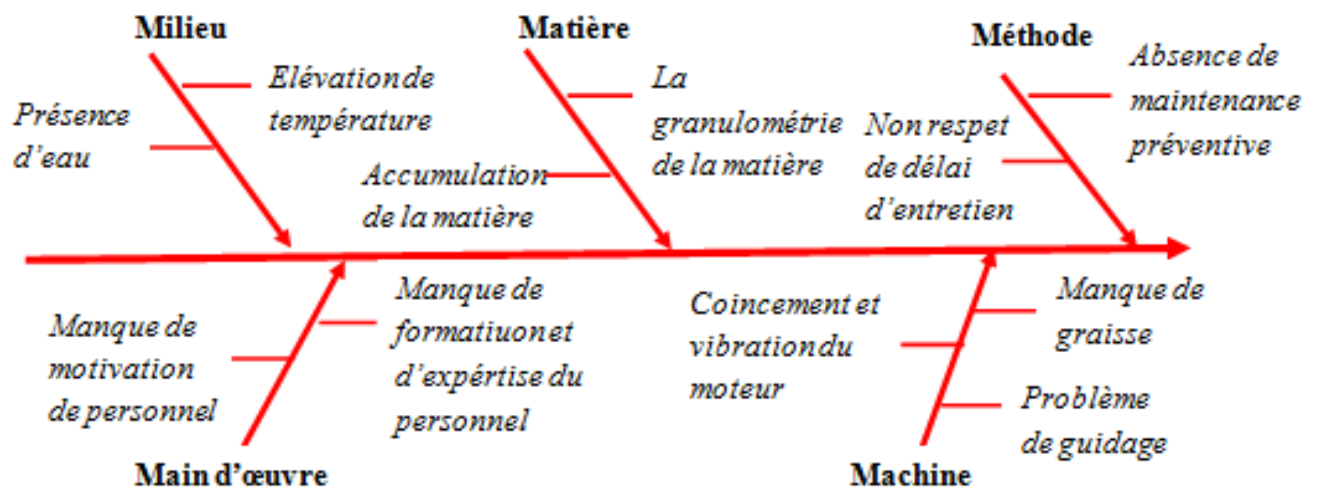 Milieu
Elévation de
température
Présence
d'eau
Matière
La
granulométrie
de la matière
Accumulation
de la matière
Méthode
Absence de
maintenance
préventive
Non respet
de délai
d'entretien
Manque de
motivation
de personnel
Manque de
formatiuon et
d'expértise du
personnel
Main d'œuvre
Coincement et
vibration du
moteur
Manque de
graisse
Problème
de guidage
Machine